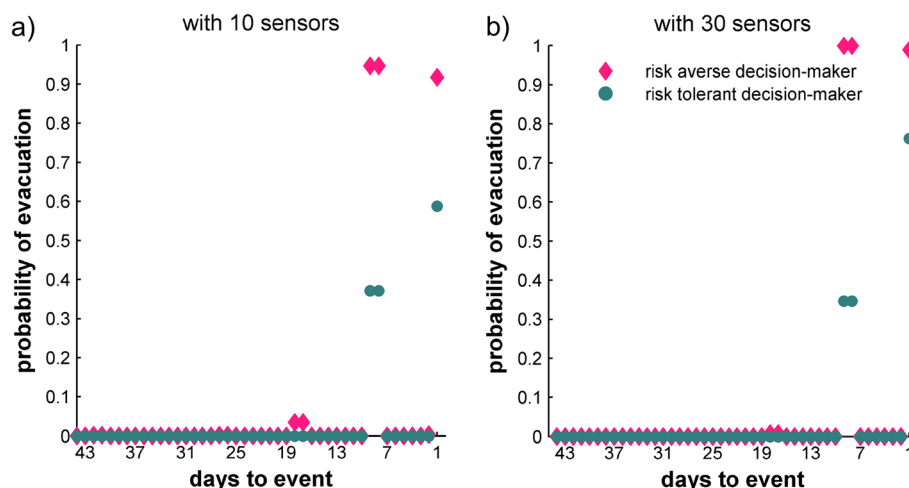 a)
with 10 sensors
probability of evacuation
1
0.9
0.8
0.7
0.6
0.5
0.4
0.3
0.2
0.1
0
43 37 31 25 19 13 7 1
days to event
b)
with 30 sensors
risk averse decision-maker
risk tolerant decision-maker
probability of evacuation
1
0.9
0.8
0.7
0.6
0.5
0.4
0.3
0.2
0.1
0
43 37 31 25 19 13 7 1
days to event